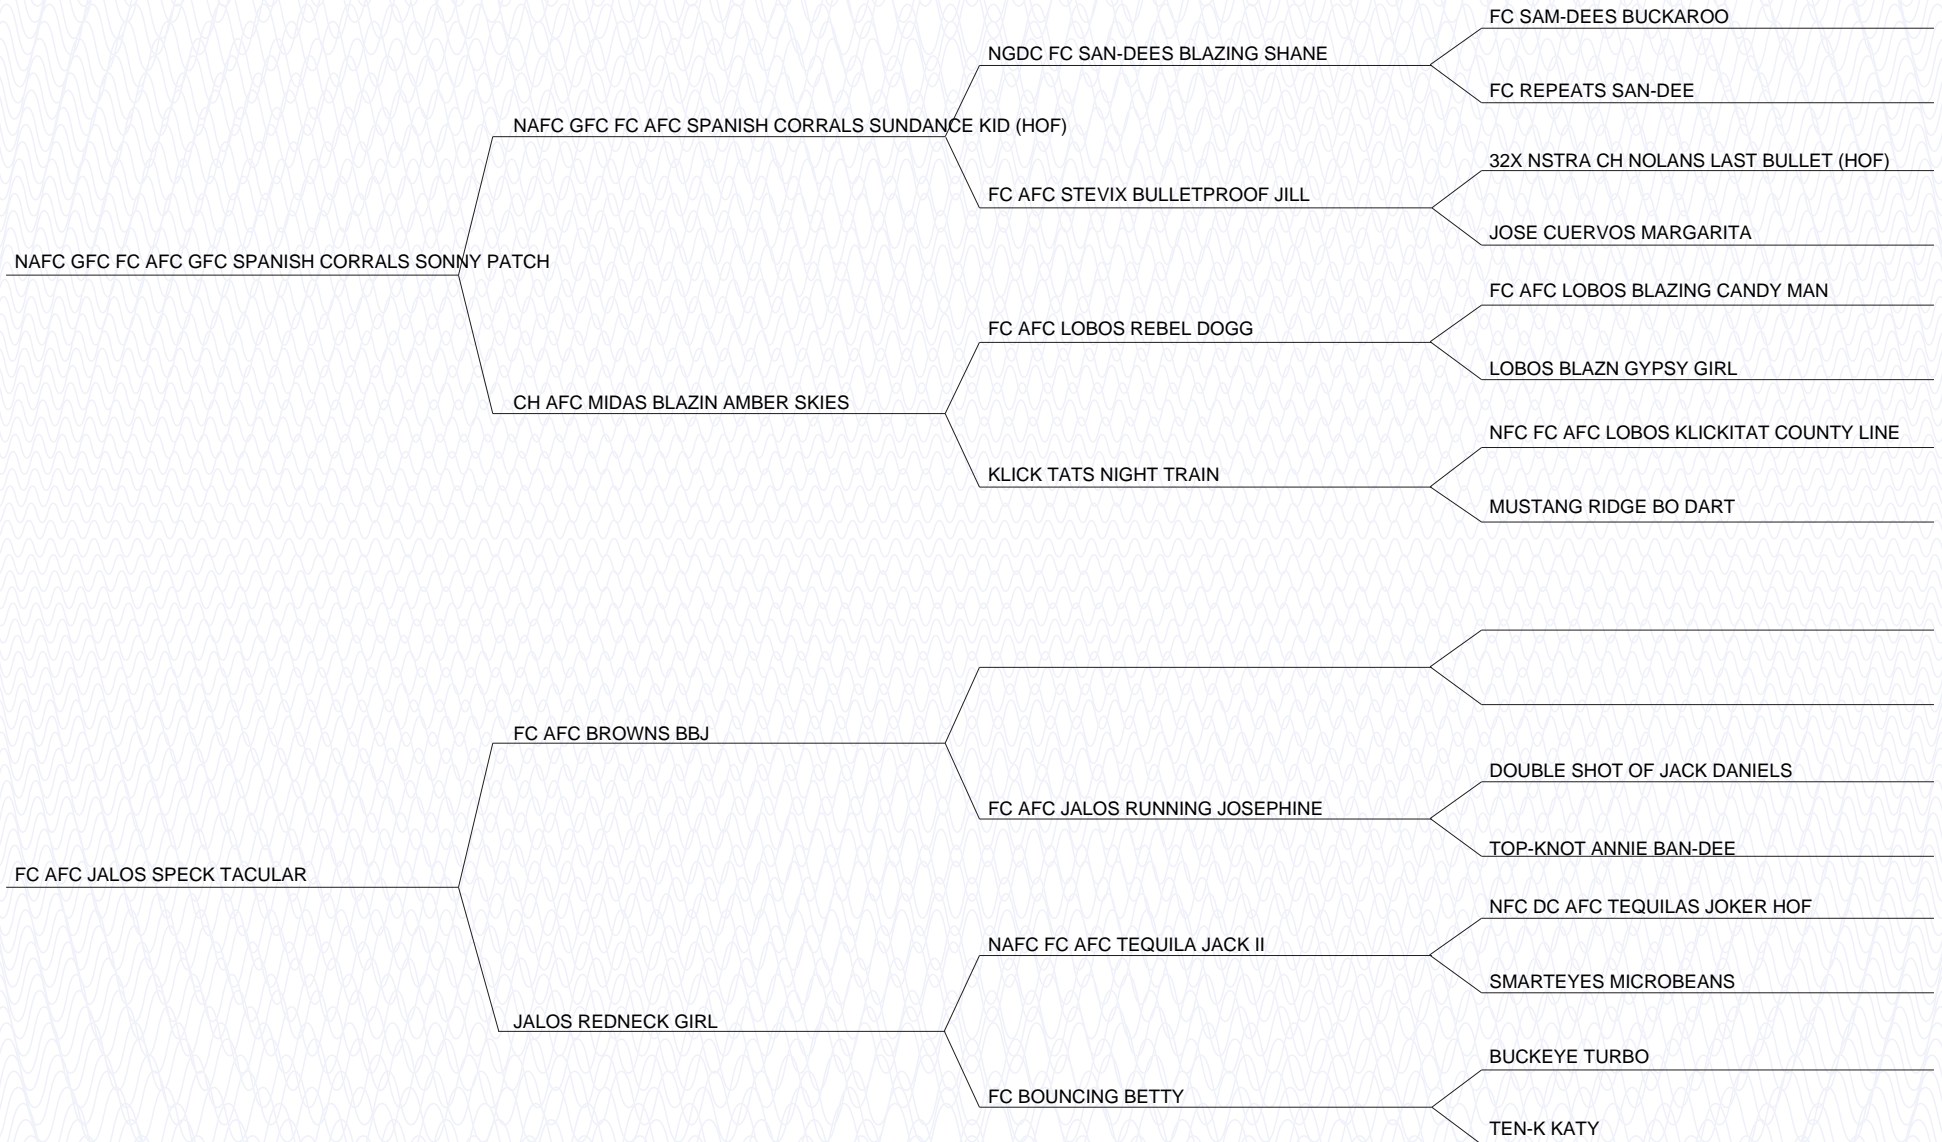 FC SAM-DEES BUCKAROO
NGDC FC SAN-DEES BLAZING SHANE
FC REPEATS SAN-DEE
NAFC GFC FC AFC SPANISH CORRALS SUNDANCE KID (HOF)
32X NSTRA CH NOLANS LAST BULLET (HOF)
FC AFC STEVIX BULLETPROOF JILL
JOSE CUERVOS MARGARITA
NAFC GFC FC AFC GFC SPANISH CORRALS SONNY PATCH
FC AFC LOBOS BLAZING CANDY MAN
FC AFC LOBOS REBEL DOGG
LOBOS BLAZN GYPSY GIRL
CH AFC MIDAS BLAZIN AMBER SKIES
NFC FC AFC LOBOS KLICKITAT COUNTY LINE
KLICK TATS NIGHT TRAIN
MUSTANG RIDGE BO DART
FC AFC BROWNS BBJ
DOUBLE SHOT OF JACK DANIELS
FC AFC JALOS RUNNING JOSEPHINE
TOP-KNOT ANNIE BAN-DEE
FC AFC JALOS SPECK TACULAR
NFC DC AFC TEQUILAS JOKER HOF
NAFC FC AFC TEQUILA JACK II
SMARTEYES MICROBEANS
JALOS REDNECK GIRL
BUCKEYE TURBO
FC BOUNCING BETTY
TEN-K KATY